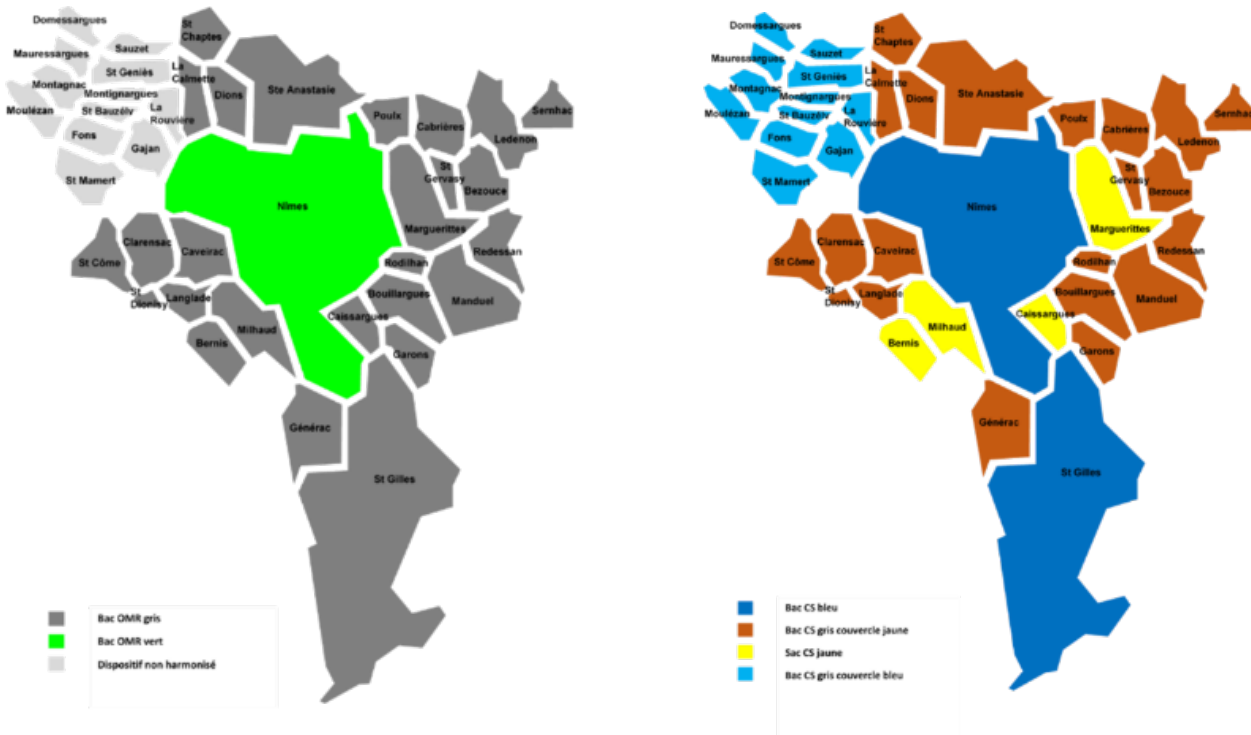 Domessargues
St
Chaptes
Mauressargues
Sauzet
La
Calmette
St Geniès
Montagnac
Montignargues
Dions
Ste Anastasie
Moulézan
St Bauzély
La
Rouvière
Poulx
Cabrières
Sernhac
Fons
Gajan
Ledenon
St Mamert
St
Gervasy
Bezouce
Nîmes
Marguerittes
Clarensac
Caveirac
Redessan
St Côme
Rodilhan
St
Dionisy
Langlade
Bouillargues
Manduel
Caissargues
Milhaud
Bernis
Garons
Générac
St Gilles
Bac OMR gris
Bac OMR vert
Dispositif non harmonisé
Domessargues
St
Chaptes
Mauressargues
Sauzet
La
Calmette
St Geniès
Montagnac
Montignargues
Dions
Ste Anastasie
Moulézan
St Bauzély
La
Rouvière
Poulx
Cabrières
Sernhac
Fons
Gajan
Ledenon
St Mamert
St
Gervasy
Bezouce
Nîmes
Marguerittes
Clarensac
Caveirac
Redessan
St Côme
Rodilhan
St
Dionisy
Langlade
Bouillargues
Manduel
Caissargues
Milhaud
Bernis
Garons
Générac
St Gilles
Bac CS bleu
Bac CS gris couvercle jaune
Sac CS jaune
Bac CS gris couvercle bleu